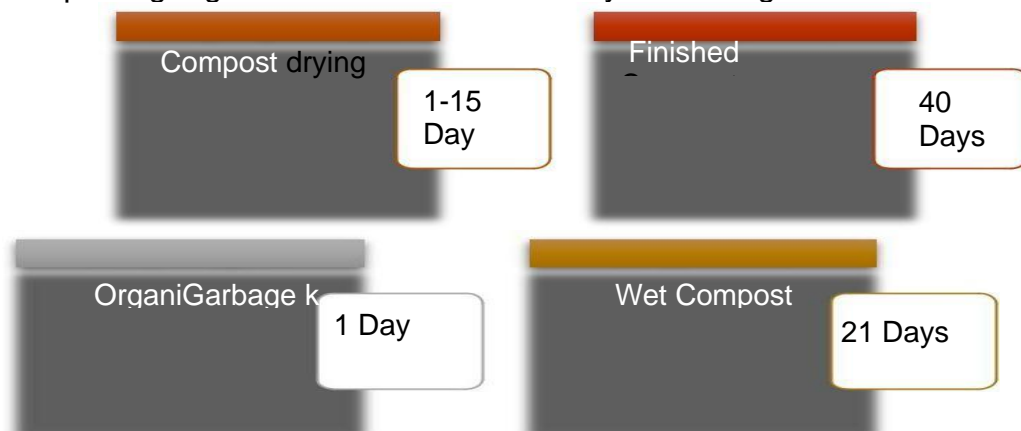 Compost drying
1-15
Day
Finished
40
Days
OrganiGarbage k
1 Day
Wet Compost
21 Days